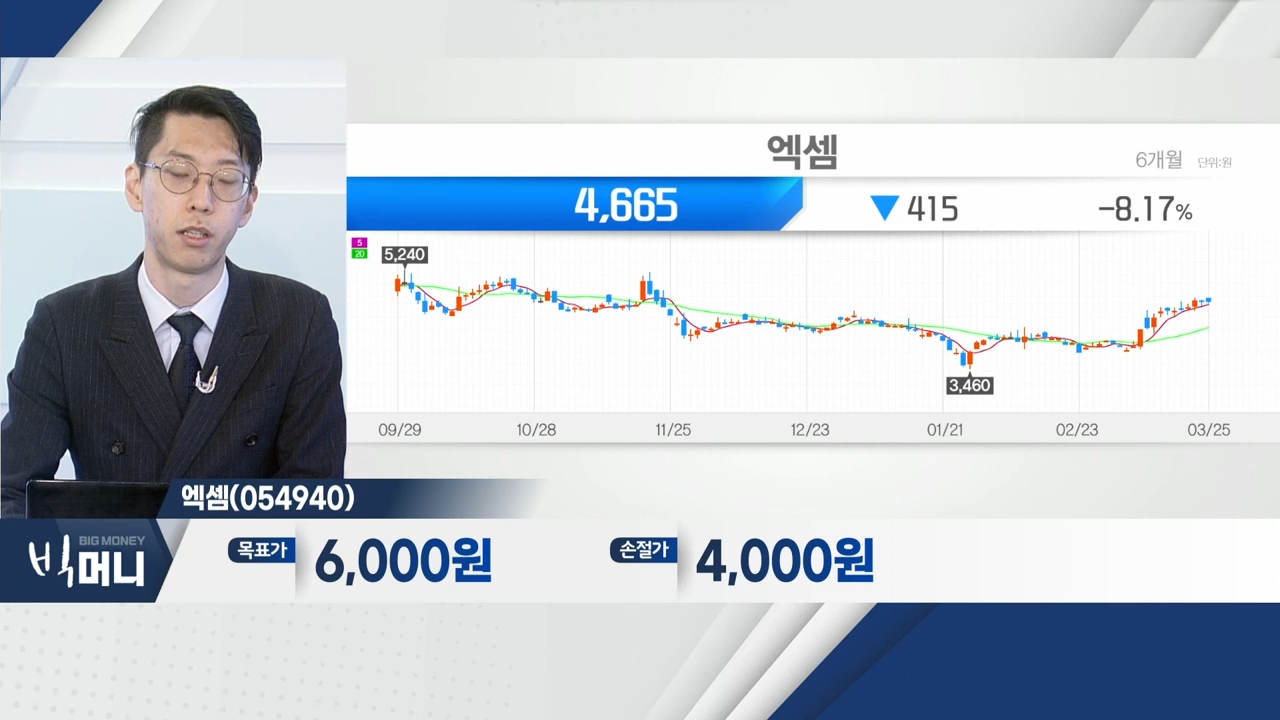 엑셈
6개월 단위:원
4,665 ▼415 -8.17%
5
20
5,240
3,460
09/29 10/28 11/25 12/23 01/21 02/23 03/25
엑셈(054940)
BIG MONEY
빅머니
목표가 6,000원 손절가 4,000원